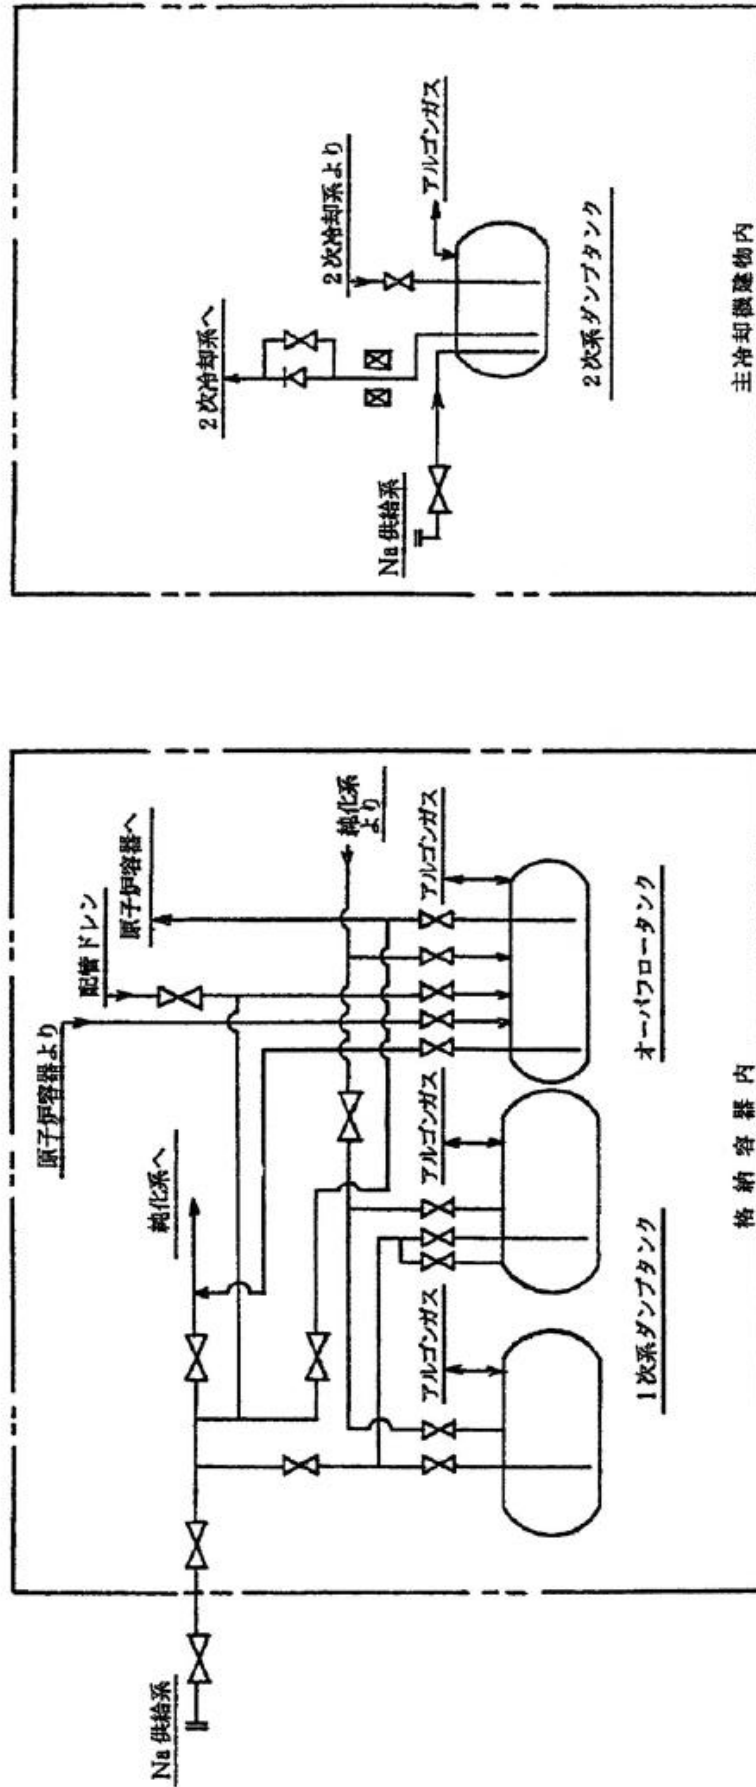 Na 供給系
原子炉容器より
配管ドレン
原子炉容器へ
純化系へ
純化系
より
アルゴンガス
アルゴンガス
アルゴンガス
1次系ダンプタンク
オーバフロータンク
格納容器内
2次冷却系へ
2次冷却系より
Na 供給系
アルゴンガス
2次系ダンプタンク
主冷却機建物内